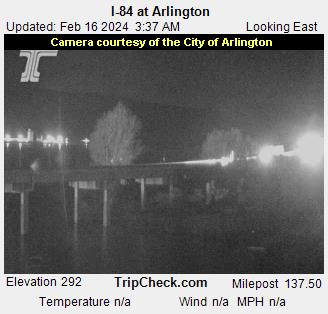 I-84 at Arlington
Updated: Feb 16 2024 3:37 AM Looking East
Camera courtesy of the City of Arlington
Elevation 292 TripCheck.com Milepost 137.50
Temperature n/a Wind n/a MPH n/a